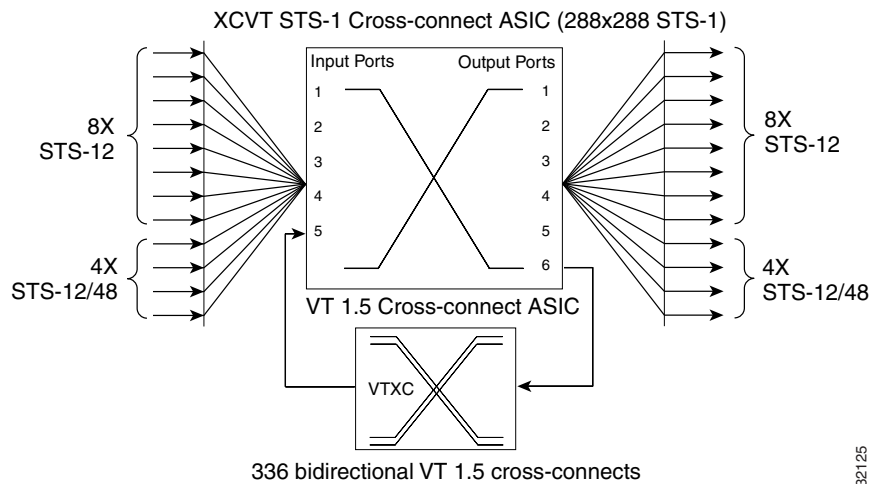 XCVT STS-1 Cross-connect ASIC (288x288 STS-1)
Input Ports
Output Ports
1
2
3
4
5
1
2
3
4
5
6
8X
STS-12
4X
STS-12/48
8X
STS-12
4X
STS-12/48
VT 1.5 Cross-connect ASIC
VTXC
336 bidirectional VT 1.5 cross-connects